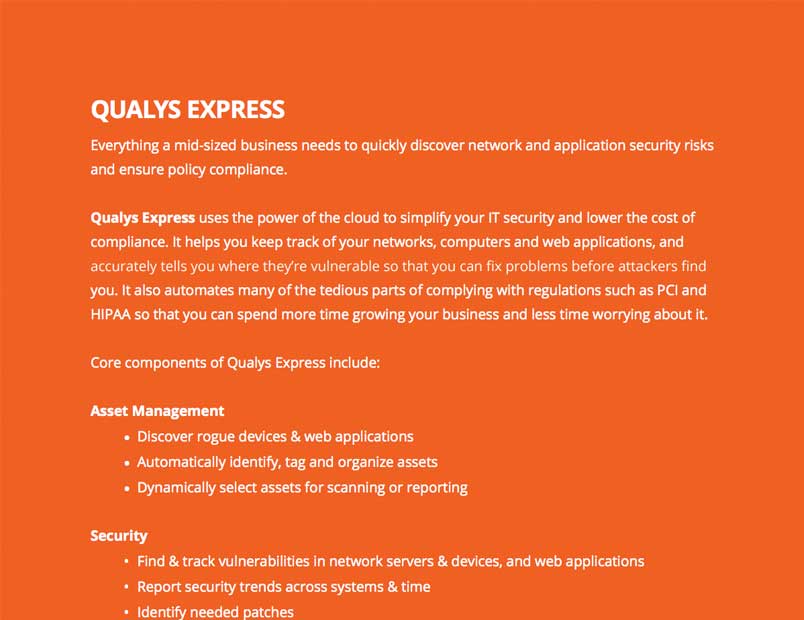 QUALYS EXPRESS
Everything a mid-sized business needs to quickly discover network and application security risks
and ensure policy compliance.
Qualys Express uses the power of the cloud to simplify your IT security and lower the cost of
compliance. It helps you keep track of your networks, computers and web applications, and
accurately tells you where they’re vulnerable so that you can fix problems before attackers find
you. It also automates many of the tedious parts of complying with regulations such as PCI and
HIPAA so that you can spend more time growing your business and less time worrying about it.
Core components of Qualys Express include:
Asset Management
• Discover rogue devices & web applications
• Automatically identify, tag and organize assets
• Dynamically select assets for scanning or reporting
Security
• Find & track vulnerabilities in network servers & devices, and web applications
• Report security trends across systems & time
• Identify needed patches